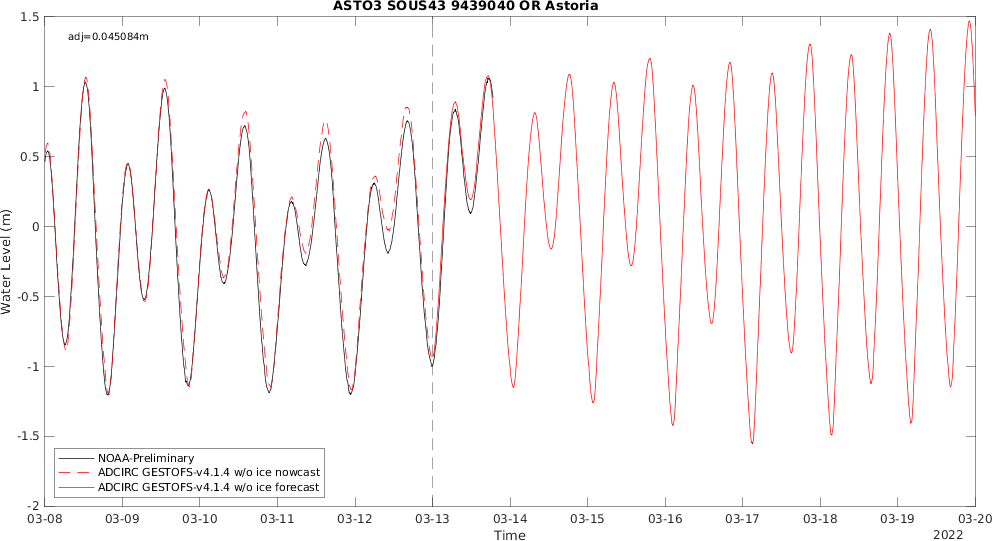 ASTO3 SOUS43 9439040 OR Astoria
adj=0.045084m
1.5
1
0.5
0
-0.5
-1
-1.5
-2
Water Level (m)
NOAA-Preliminary
ADCIRC GESTOFS-v4.1.4 w/o ice nowcast
ADCIRC GESTOFS-v4.1.4 w/o ice forecast
03-08 03-09 03-10 03-11 03-12 03-13 03-14 03-15 03-16 03-17 03-18 03-19 03-20
Time
2022